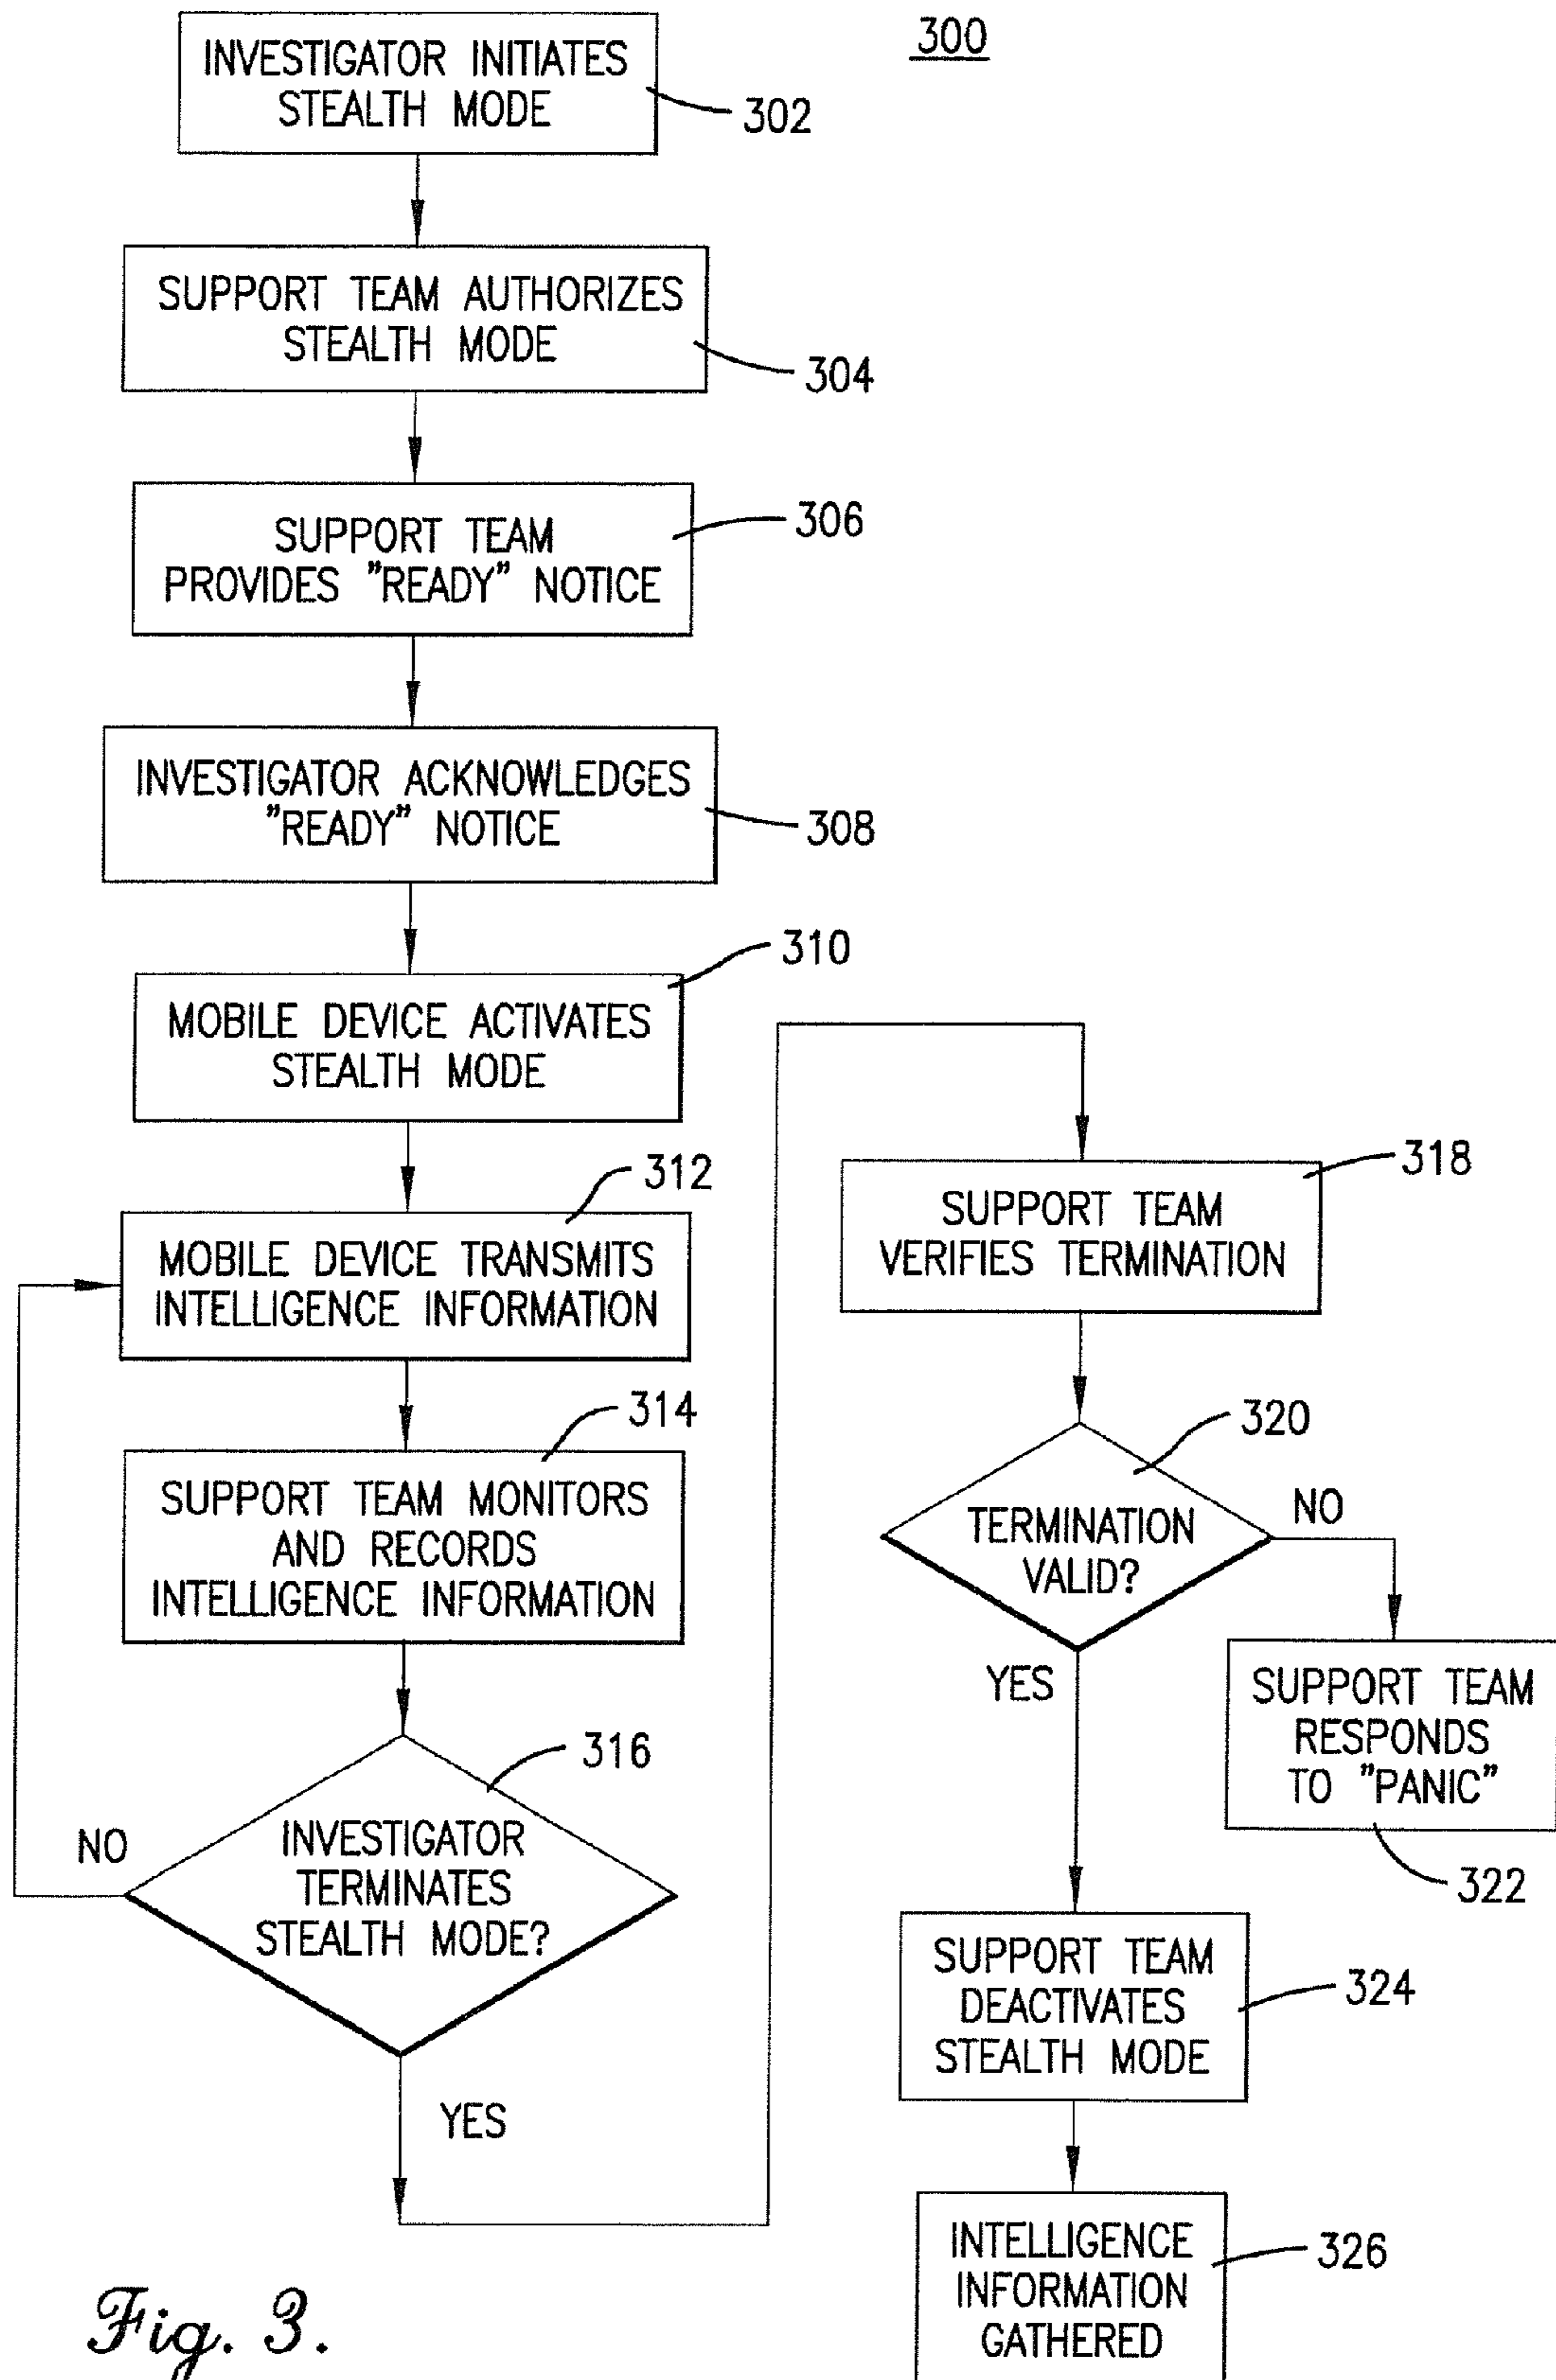 300
INVESTIGATOR INITIATES
STEALTH MODE
302
SUPPORT TEAM AUTHORIZES
STEALTH MODE
304
SUPPORT TEAM
PROVIDES "READY" NOTICE
306
INVESTIGATOR ACKNOWLEDGES
"READY" NOTICE
308
MOBILE DEVICE ACTIVATES
STEALTH MODE
310
MOBILE DEVICE TRANSMITS
INTELLIGENCE INFORMATION
312
SUPPORT TEAM MONITORS
AND RECORDS
INTELLIGENCE INFORMATION
314
INVESTIGATOR
TERMINATES
STEALTH MODE?
316
NO
YES
SUPPORT TEAM
VERIFIES TERMINATION
318
TERMINATION
VALID?
320
NO
YES
SUPPORT TEAM
RESPONDS
TO "PANIC"
322
SUPPORT TEAM
DEACTIVATES
STEALTH MODE
324
INTELLIGENCE
INFORMATION
GATHERED
326
Fig. 3.